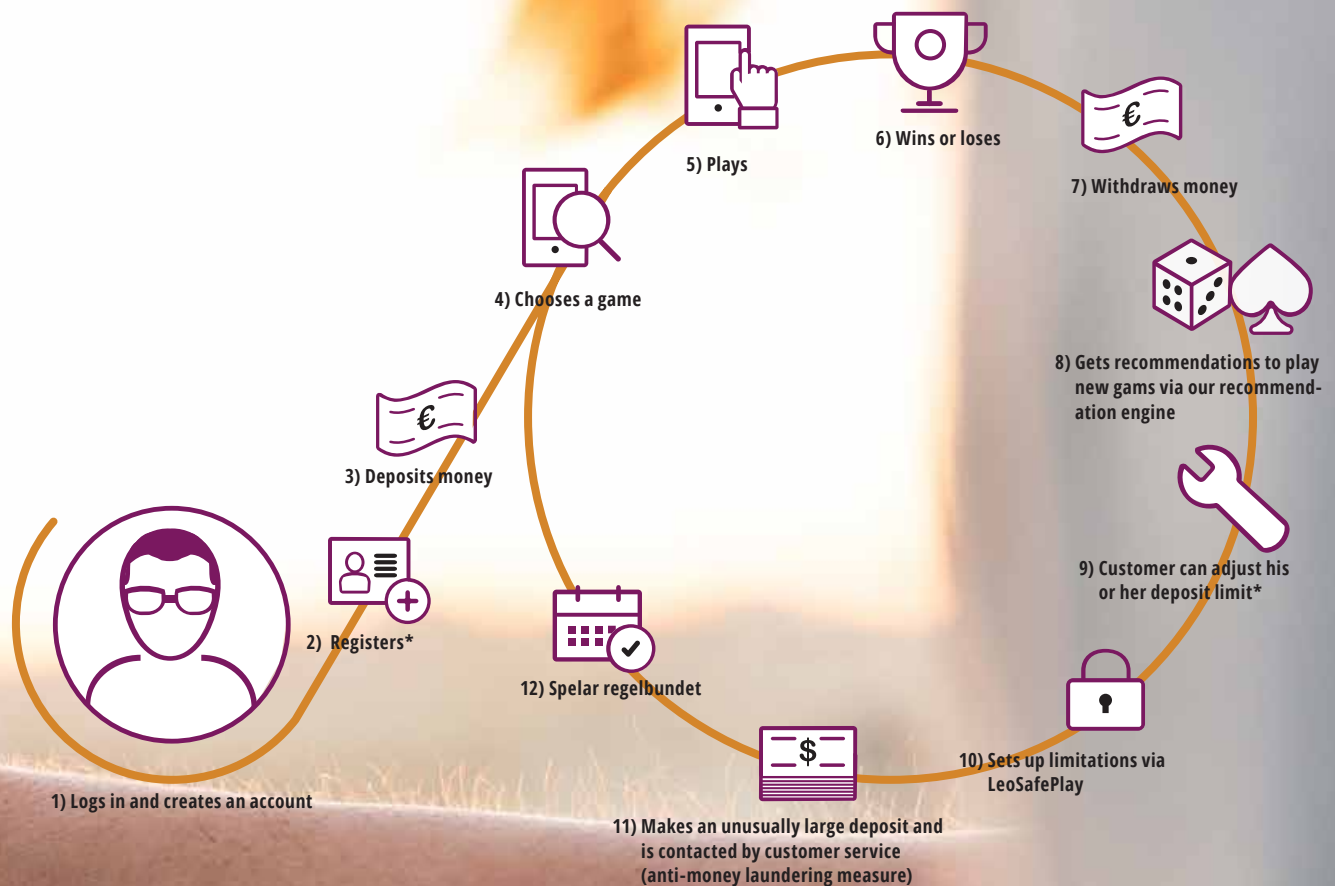 1) Logs in and creates an account
2) Registers*
3) Deposits money
€
4) Chooses a game
5) Plays
6) Wins or loses
7) Withdraws money
€
8) Gets recommendations to play
new gams via our recommend-
ation engine
9) Customer can adjust his
or her deposit limit*
10) Sets up limitations via
LeoSafePlay
11) Makes an unusually large deposit and
is contacted by customer service
(anti-money laundering measure)
$
12) Spelar regelbundet